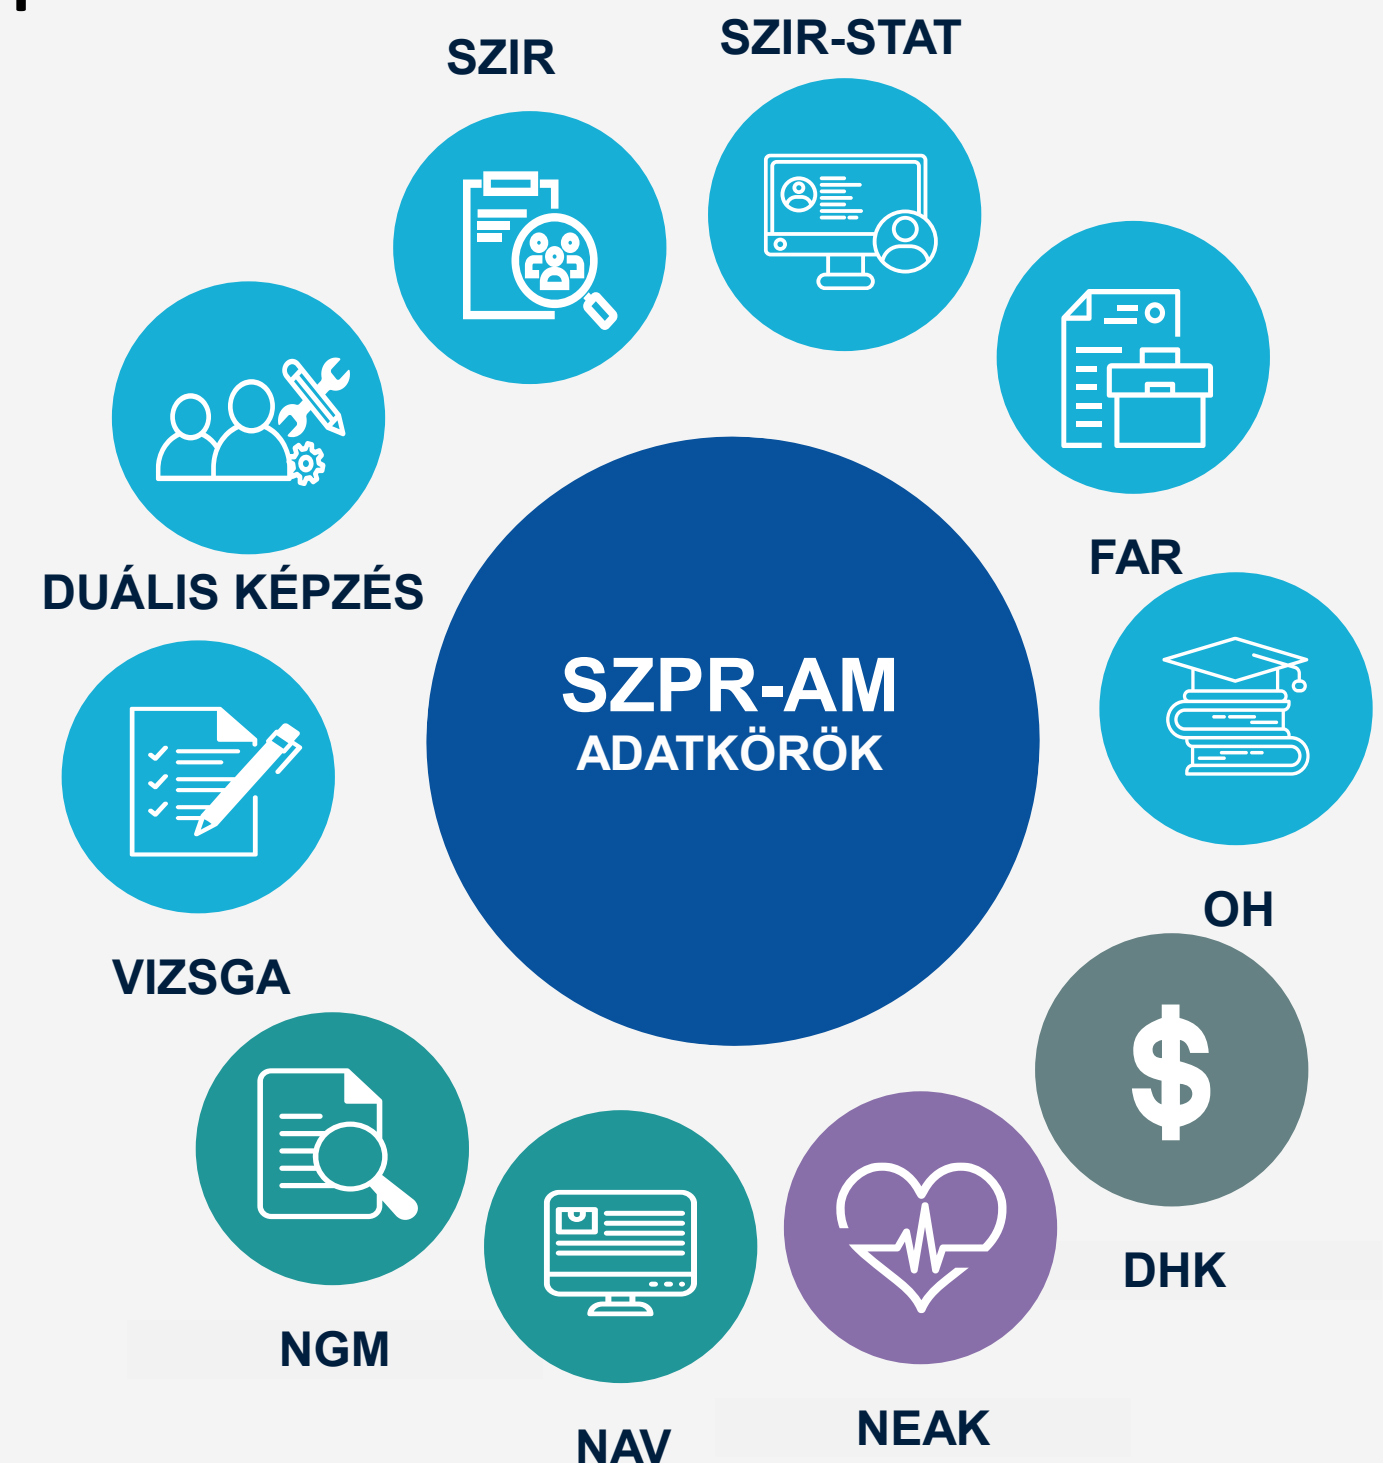 SZIR
SZIR-STAT
DUÁLIS KÉPZÉS
FAR
SZPR-AM
ADATKÖRÖK
OH
VIZSGA
DHK
NGM
NEAK
NAV